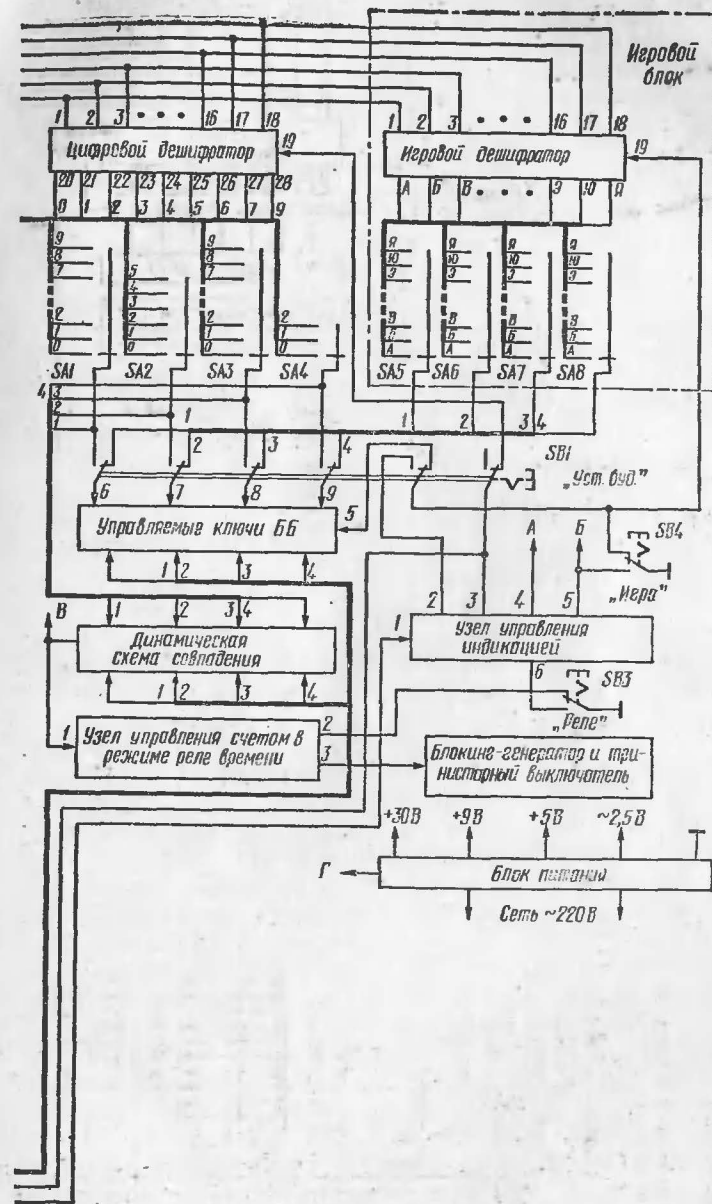 Игровой
блок
1 2 3 16 17 18
19
Цифровой дешифратор
20 21 22 23 24 25 26 27 28
0 1 2 3 4 5 6 7 9
1 2 3 16 17 18
19
Игровой дешифратор
А Б В Э Ю Я
9 9 Я Я Я Я
8 5 8 Ю Ю Ю Ю
7 4 7 Э Э Э Э
3
2 2 2 2 В В В В
1 1 1 1 Б Б Б Б
0 0 0 0 А А А А
SA1 SA2 SA3 SA4 SA5 SA6 SA7 SA8
4 3
2 1 1 2 3 4
1 2 3 4
SB1
„Уст. буд.”
6 7 8 9
5
Управляемые ключи ББ
А Б SB4
1 2 3 4
„Игра”
2 3 4 5
В 1 2 3 4
1
Узел управления
индикацией
Динамическая
схема совпадения
6 SB3
1 2 3 4
„Реле”
1
Узел управления счетом в
режиме реле времени
2
3
Блокинг-генератор и три-
нисторный выключатель
+30В +9В +5В ~2,5В
Г
Блок питания
Сеть ~220В